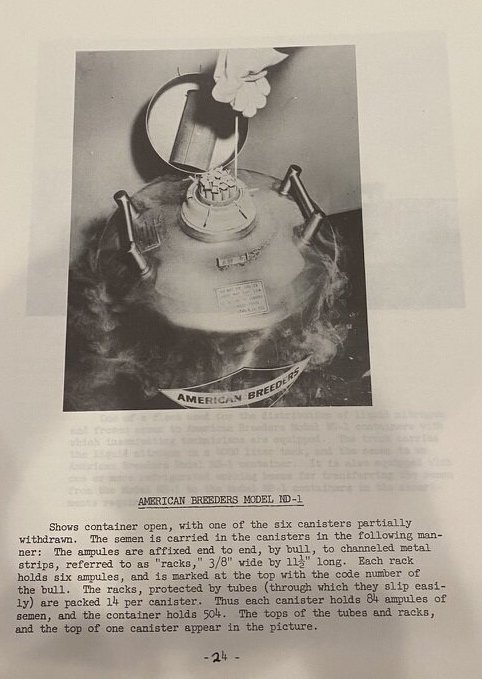 AMERICAN BREEDERS
AMERICAN BREEDERS MODEL ND-1
Shows container open, with one of the six canisters partially
withdrawn. The semen is carried in the canisters in the following man-
ner: The ampules are affixed end to end, by bull, to channeled metal
strips, referred to as "racks," 3/8" wide by 11½" long. Each rack
holds six ampules, and is marked at the top with the code number of
the bull. The racks, protected by tubes (through which they slip easi-
ly) are packed 14 per canister. Thus each canister holds 84 ampules of
semen, and the container holds 504. The tops of the tubes and racks,
and the top of one canister appear in the picture.
-24 -